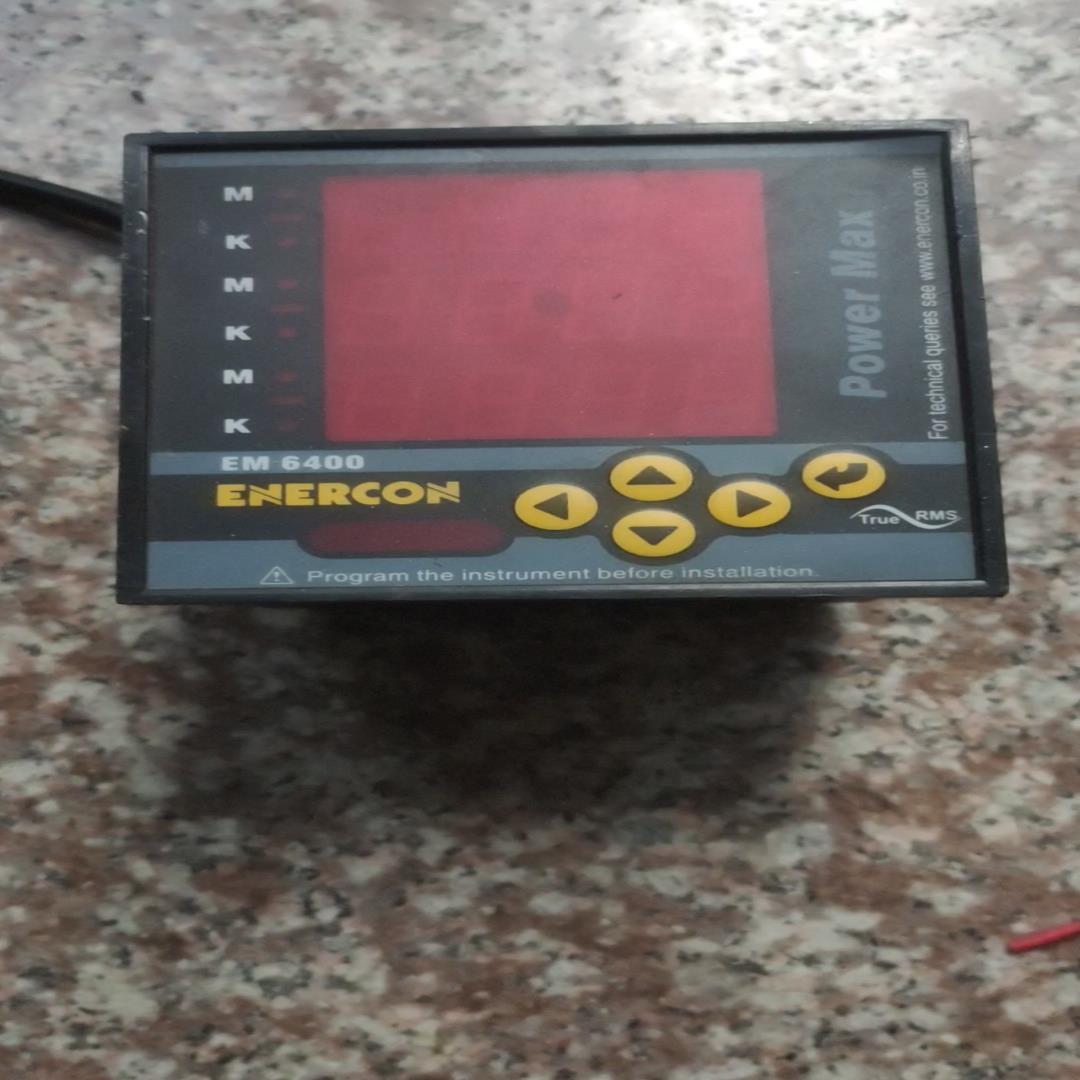 M
K
M
K
M
K
Power Max
For technical queries see www.enercon.co.in
EM 6400
ENERCON
True RMS
Program the instrument before installation.